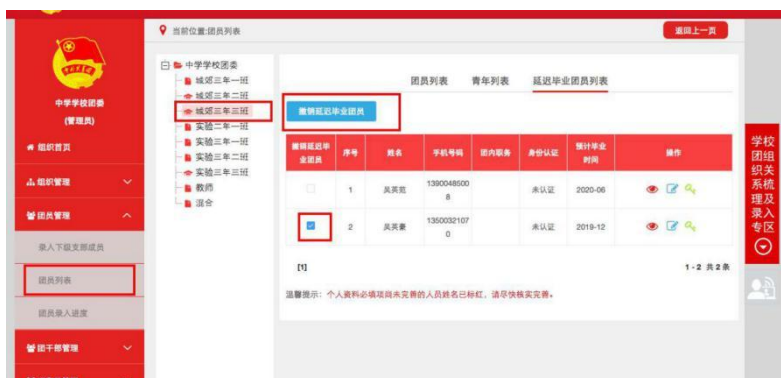 当前位置:团员列表
返回上一页
中学学校团委
(管理员)
组织首页
组织管理
团员管理
录入下级支部成员
团员列表
团员录入进度
团干部管理
中学学校团委
城郊三年一班
城郊三年二班
城郊三年三班
实验二年一班
实验三年一班
实验三年二班
实验三年三班
教师
混合
团员列表 青年列表 延迟毕业团员列表
撤销延迟毕业团员
撤销延迟毕业团员 序号 姓名 手机号码 团内职务 身份认证 预计毕业时间 操作
1 吴英范 13900485008 未认证 2020-06
2 吴英豪 13500321070 未认证 2019-12
[1] 1-2 共2条
温馨提示：个人资料必填项目未完善的人员姓名已标红，请尽快核实完善。
学校
团组
织关
系统
理及
录入
专区